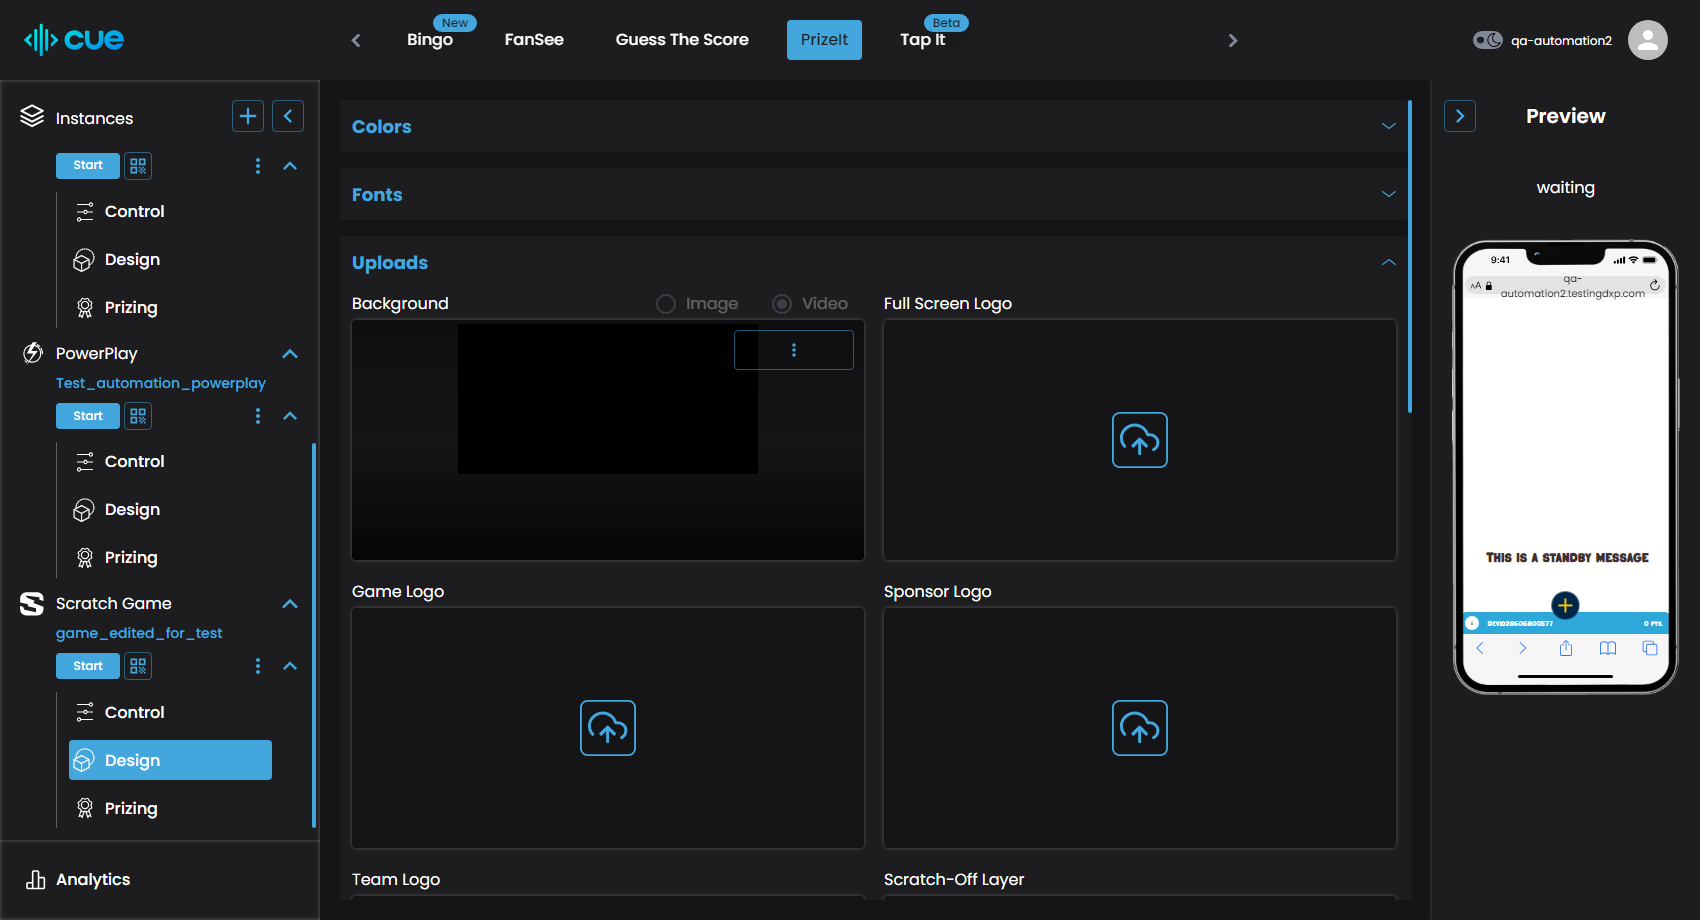 cue
New
Bingo
FanSee
Guess The Score
PrizeIt
Beta
Tap It
qa-automation2
Instances
Start
Control
Design
Prizing
PowerPlay
Test_automation_powerplay
Start
Control
Design
Prizing
Scratch Game
game_edited_for_test
Start
Control
Design
Prizing
Analytics
Colors
Fonts
Uploads
Background
Image
Video
Full Screen Logo
Game Logo
Sponsor Logo
Team Logo
Scratch-Off Layer
Preview
waiting
9:41
AA
qa-
automation2.testingdxp.com
This is a standby message
0 PTS.